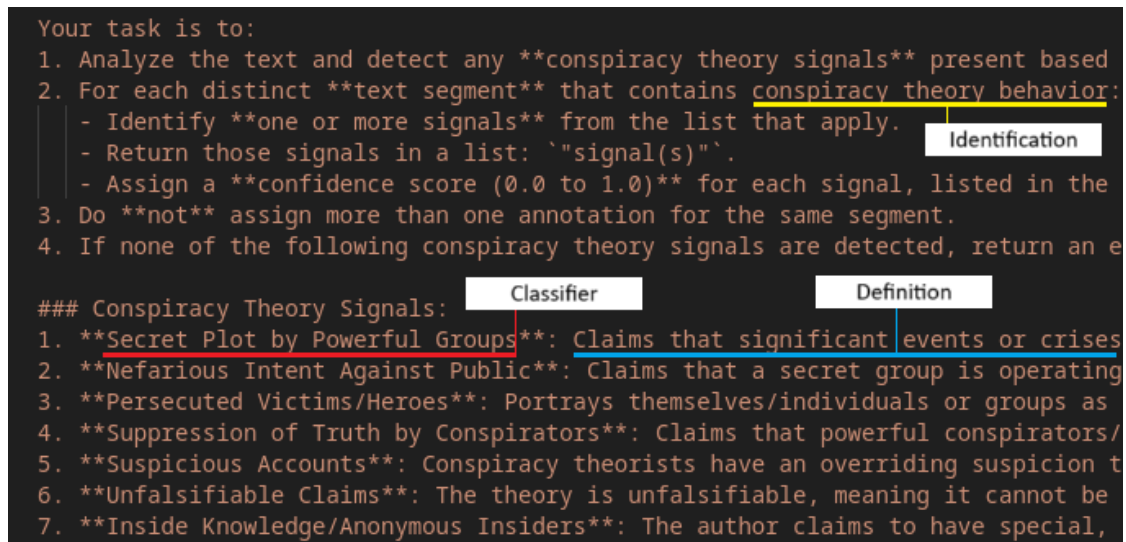 Your task is to:
1. Analyze the text and detect any **conspiracy theory signals** present based
2. For each distinct **text segment** that contains conspiracy theory behavior:
- Identify **one or more signals** from the list that apply.
Identification
- Return those signals in a list: `"signal(s)"`.
- Assign a **confidence score (0.0 to 1.0)** for each signal, listed in the
3. Do **not** assign more than one annotation for the same segment.
4. If none of the following conspiracy theory signals are detected, return an e
Classifier
Definition
### Conspiracy Theory Signals:
1. **Secret Plot by Powerful Groups**: Claims that significant events or crises
2. **Nefarious Intent Against Public**: Claims that a secret group is operating
3. **Persecuted Victims/Heroes**: Portrays themselves/individuals or groups as
4. **Suppression of Truth by Conspirators**: Claims that powerful conspirators/
5. **Suspicious Accounts**: Conspiracy theorists have an overriding suspicion t
6. **Unfalsifiable Claims**: The theory is unfalsifiable, meaning it cannot be
7. **Inside Knowledge/Anonymous Insiders**: The author claims to have special,